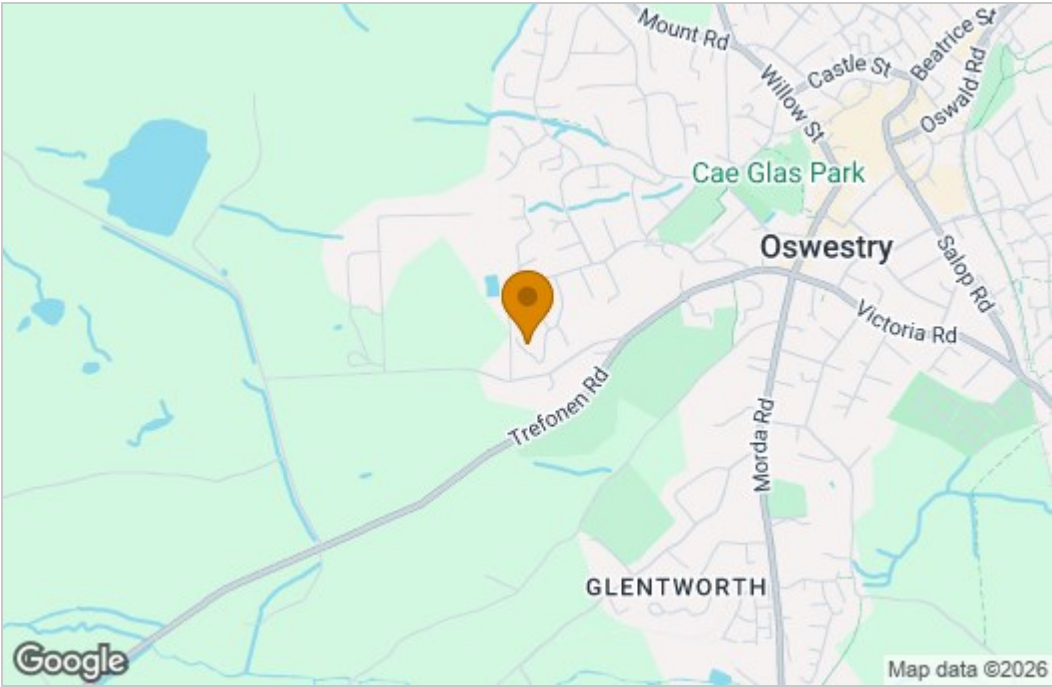 Mount Rd
Beatrice St
Castle St
Willow St
Oswald Rd
Cae Glas Park
Oswestry
Salop Rd
Victoria Rd
Trefonen Rd
Morda Rd
GLENTWORTH
Google
Map data ©2026